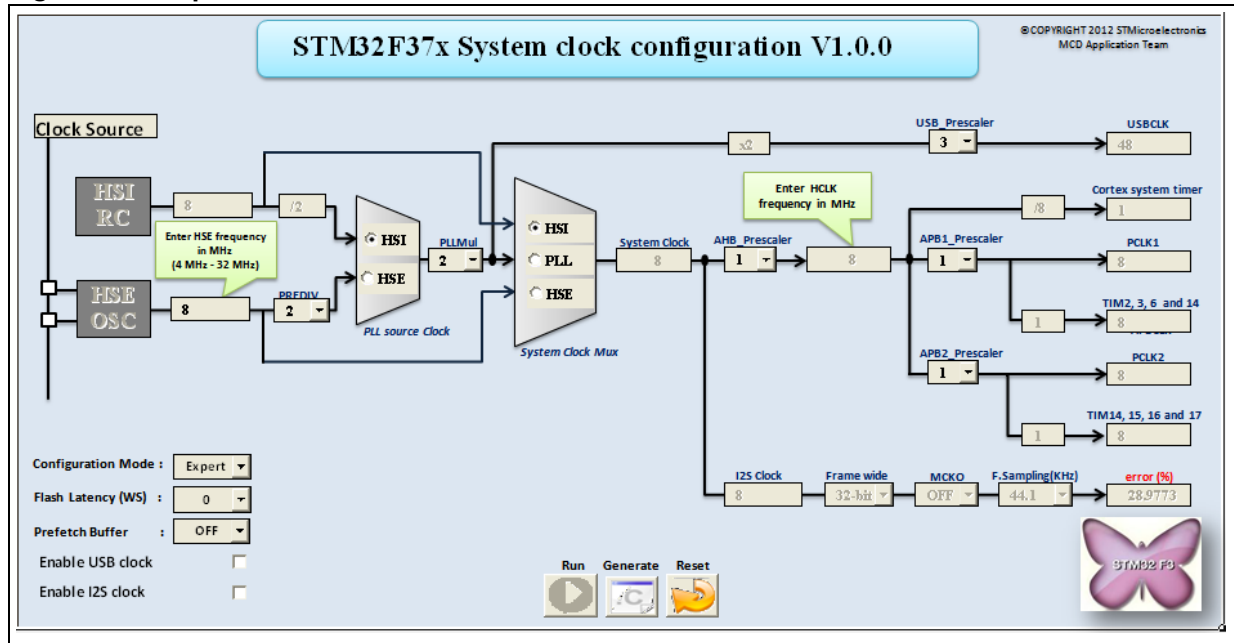 STM32F37x System clock configuration V1.0.0
©COPYRIGHT 2012 STMicroelectronics
MCD Application Team
Clock Source
USB_Prescaler
USBCLK
x2
3
48
HSI
RC
8
/2
Enter HCLK
frequency in MHz
Cortex system timer
/8
1
Enter HSE frequency
in MHz
(4 MHz - 32 MHz)
HSI
HSE
PLLMul
2
HSI
PLL
HSE
System Clock
8
AHB_Prescaler
1
8
APB1_Prescaler
1
PCLK1
8
HSE
OSC
8
PREDIV
2
PLL source Clock
System Clock Mux
TIM2, 3, 6 and 14
1
8
APB2_Prescaler
1
PCLK2
8
TIM14, 15, 16 and 17
1
8
Configuration Mode :
Expert
Flash Latency (WS) :
0
Prefetch Buffer :
OFF
Enable USB clock
Enable I2S clock
I2S Clock
8
Frame wide
32-bit
MCKO
OFF
F.Sampling(KHz)
44.1
error (%)
28.9773
Run
Generate
Reset
C
STM32 F3